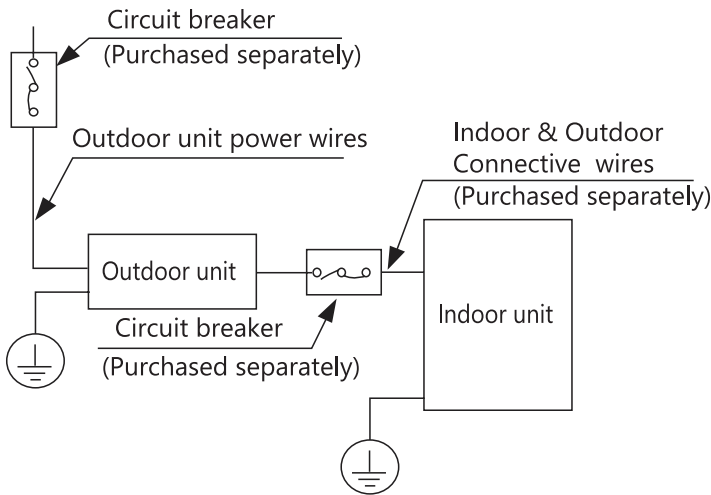 Circuit breaker
(Purchased separately)
Outdoor unit power wires
Indoor & Outdoor
Connective wires
(Purchased separately)
Outdoor unit
Indoor unit
Circuit breaker
(Purchased separately)